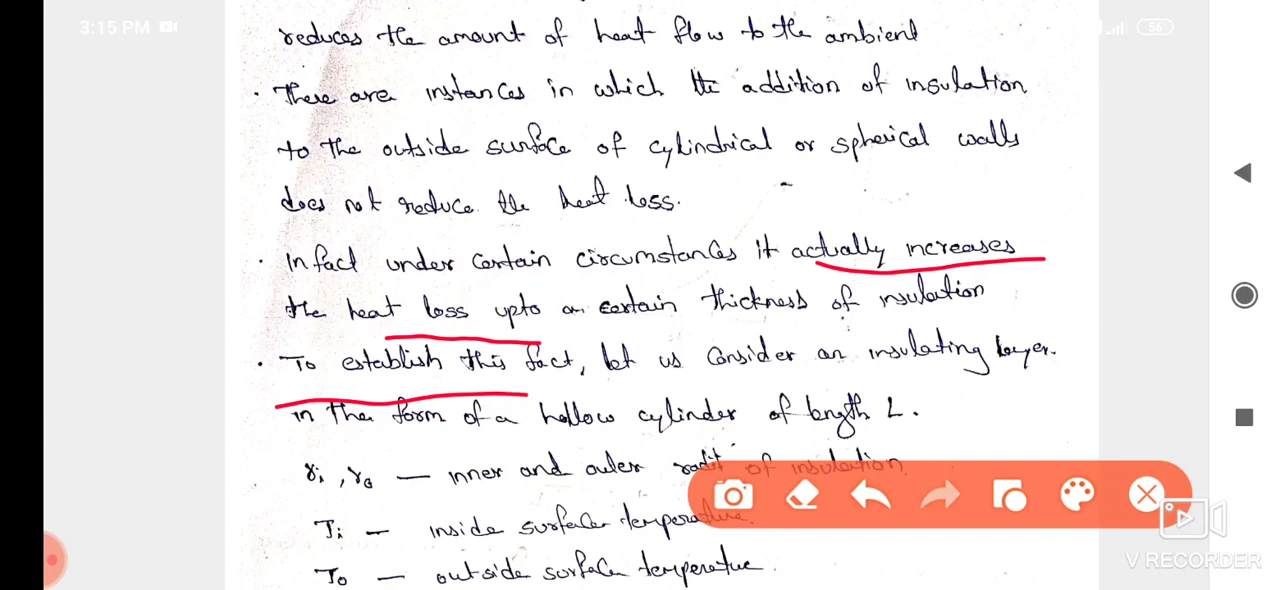 3:15 PM
56
reduces the amount of heat flow to the ambient
· There are instances in which the addition of insulation
to the outside surface of cylindrical or spherical walls
does not reduce the heat loss.
· Infact under certain circumstances it actually increases
the heat loss upto a certain thickness of insulation
· To establish this fact, let us consider an insulating layer.
in the form of a hollow cylinder of length L.
ri, ro — inner and outer radii of insulation
Ti — inside surface temperature.
To — outside surface temperature.
V RECORDER